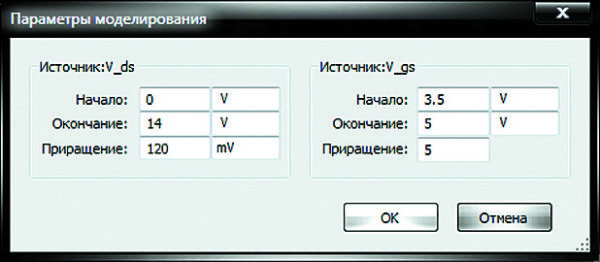 Параметры моделирования
x
Источник:V_ds
Начало: 0 V
Окончание: 14 V
Приращение: 120 mV
Источник:V_gs
Начало: 3.5 V
Окончание: 5 V
Приращение: 5
OK
Отмена